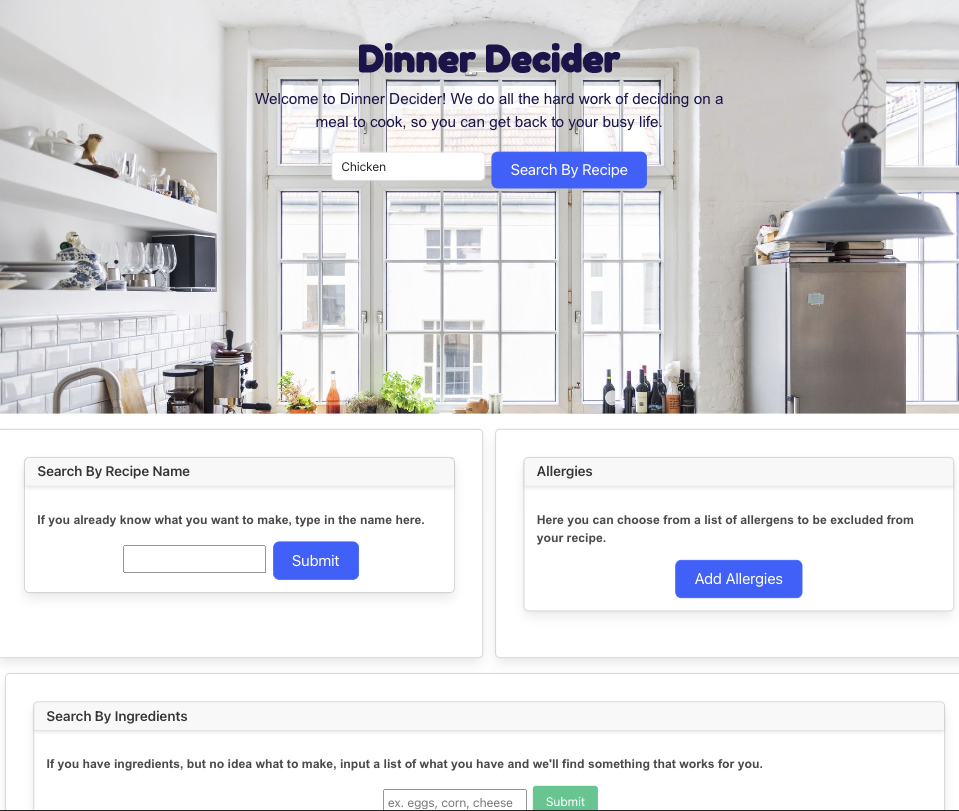 Dinner Decider
Welcome to Dinner Decider! We do all the hard work of deciding on a
meal to cook, so you can get back to your busy life.
Chicken
Search By Recipe
Search By Recipe Name
If you already know what you want to make, type in the name here.
Submit
Allergies
Here you can choose from a list of allergens to be excluded from
your recipe.
Add Allergies
Search By Ingredients
If you have ingredients, but no idea what to make, input a list of what you have and we'll find something that works for you.
ex. eggs, corn, cheese
Submit